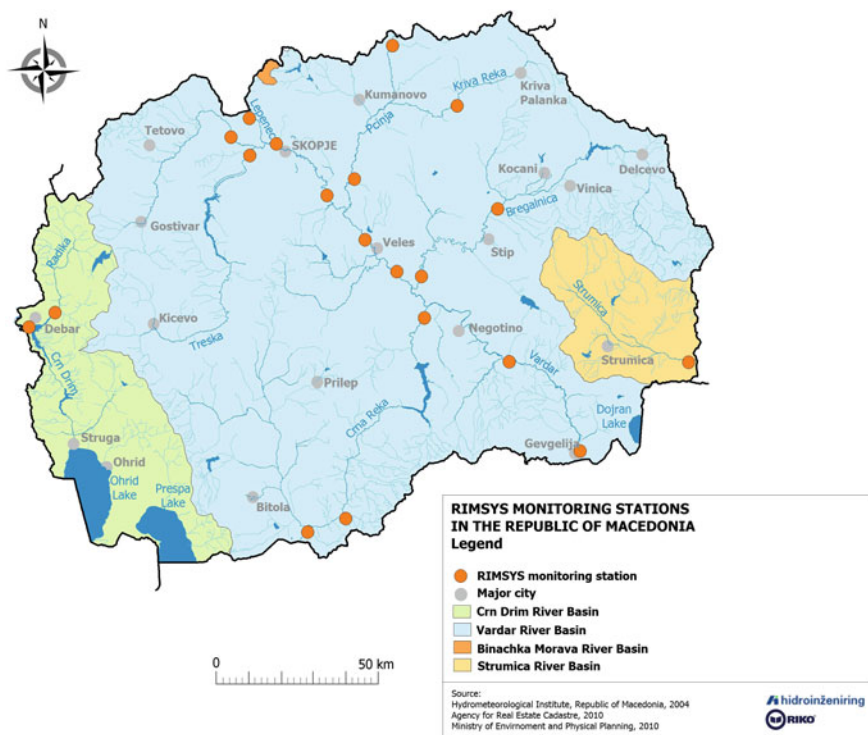 N
Kriva Reka
Kriva
Palanka
Kumanovo
Pcinja
Lepenec
Tetovo
SKOPJE
Kocani
Delcevo
Vinica
Bregalnica
Gostivar
Radika
Veles
Stip
Strumica
Debar
Kicevo
Treska
Negotino
Vardar
Strumica
Crn Drim
Prilep
Crna Reka
Dojran
Lake
Struga
Gevgelija
Ohrid
Ohrid
Lake
Prespa
Lake
Bitola
RIMSYS MONITORING STATIONS
IN THE REPUBLIC OF MACEDONIA
Legend
RIMSYS monitoring station
Major city
Crn Drim River Basin
Vardar River Basin
Binachka Morava River Basin
Strumica River Basin
0
50 km
Source:
Hydrometeorological Institute, Republic of Macedonia, 2004
Agency for Real Estate Cadastre, 2010
Ministry of Envirnoment and Physical Planning, 2010
hidroinženiring
RIKO